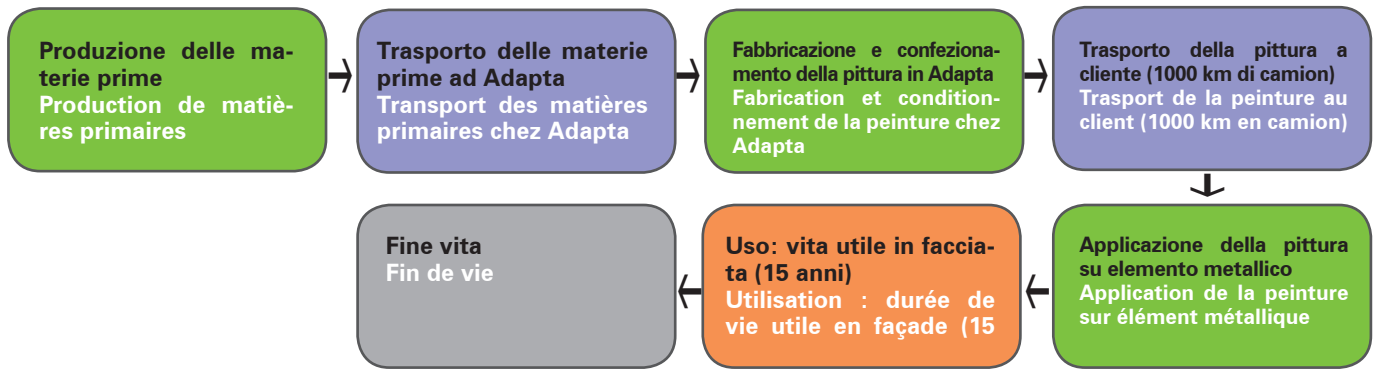 Produzione delle ma-
terie prime
Production de matiè-
res primaires
Trasporto delle materie
prime ad Adapta
Transport des matières
primaires chez Adapta
Fabbricazione e confeziona-
mento della pittura in Adapta
Fabrication et condition-
nement de la peinture chez
Adapta
Trasporto della pittura a
cliente (1000 km di camion)
Trasport de la peinture au
client (1000 km en camion)
Applicazione della pittura
su elemento metallico
Application de la peinture
sur élément métallique
Uso: vita utile in faccia-
ta (15 anni)
Utilisation : durée de
vie utile en façade (15
Fine vita
Fin de vie